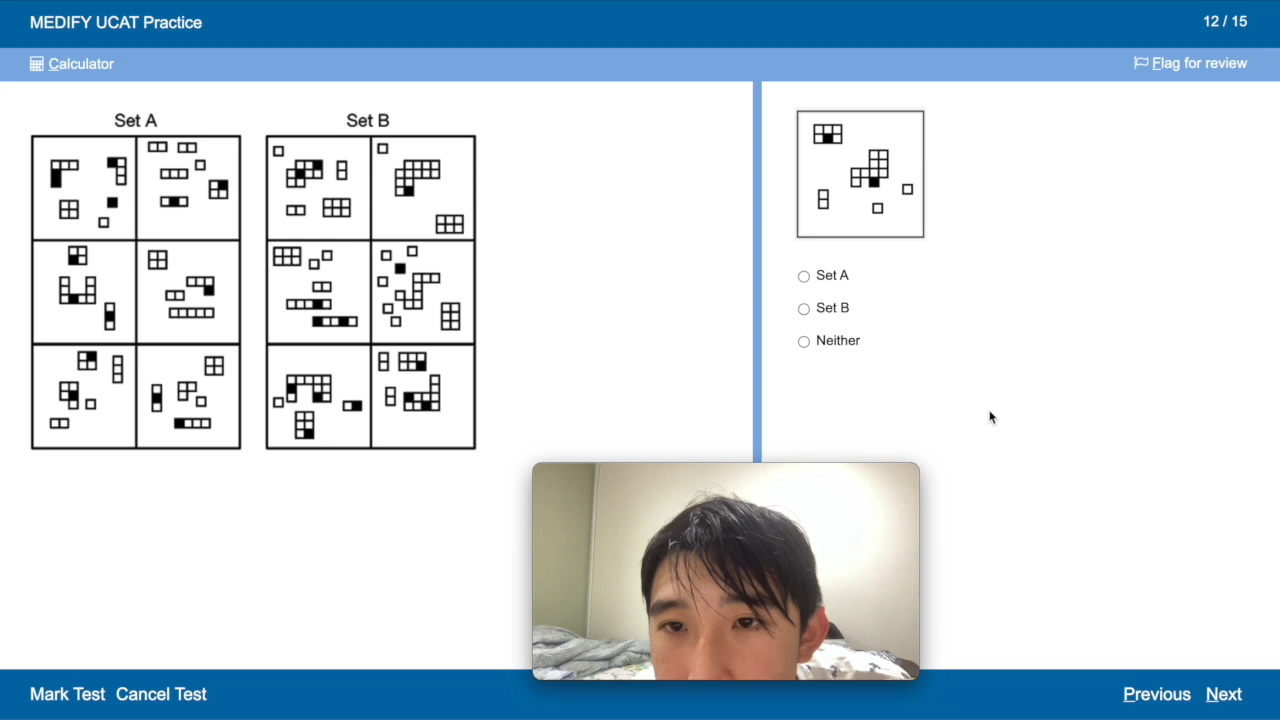 MEDIFY UCAT Practice
12 / 15
Calculator
Flag for review
Set A
Set B
Set A
Set B
Neither
Mark Test
Cancel Test
Previous
Next